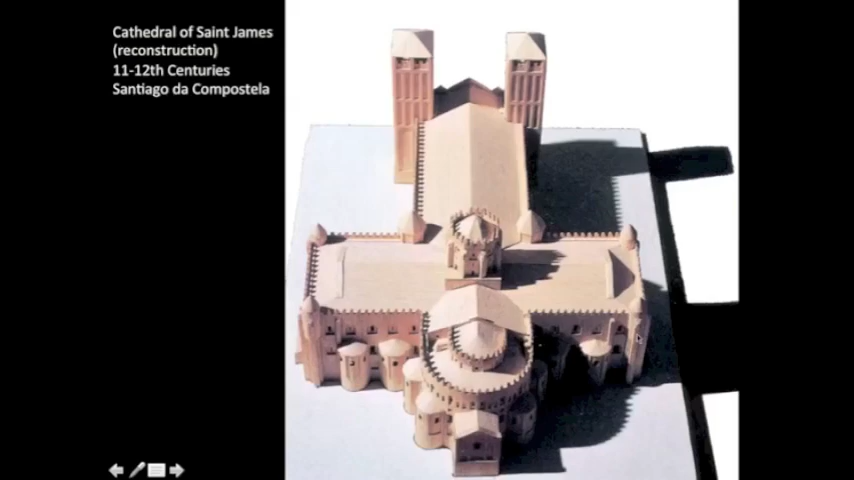 Cathedral of Saint James
(reconstruction)
11-12th Centuries
Santiago da Compostela